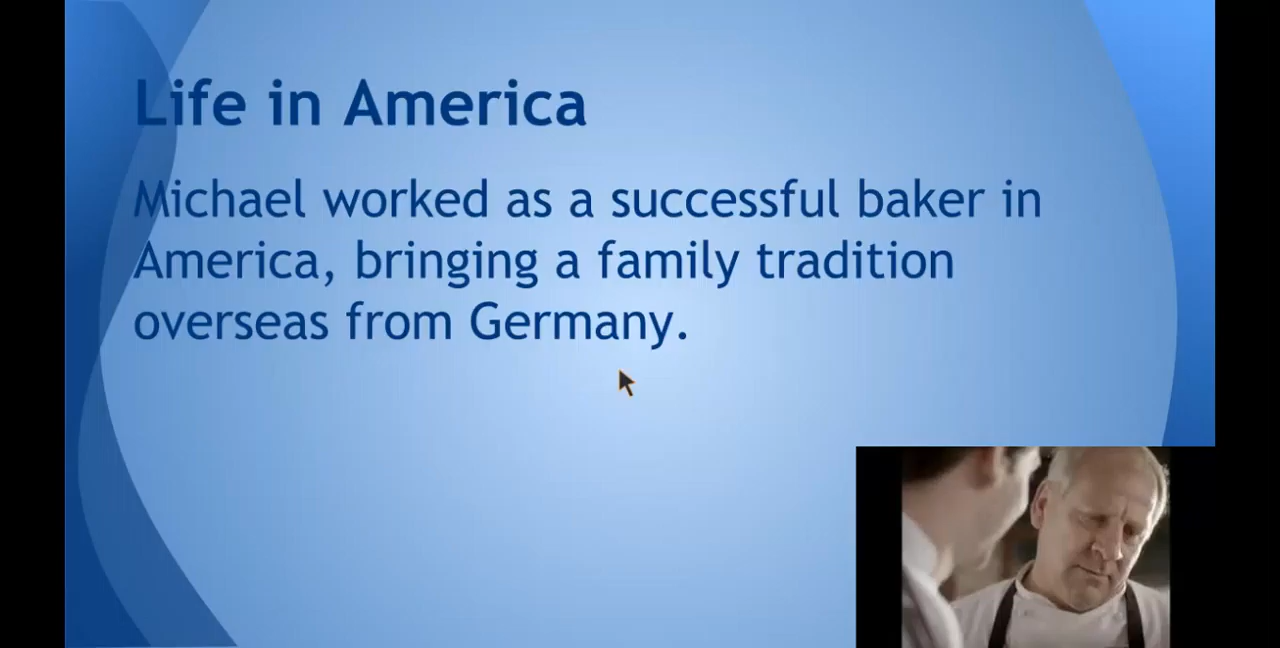 Life in America
Michael worked as a successful baker in
America, bringing a family tradition
overseas from Germany.